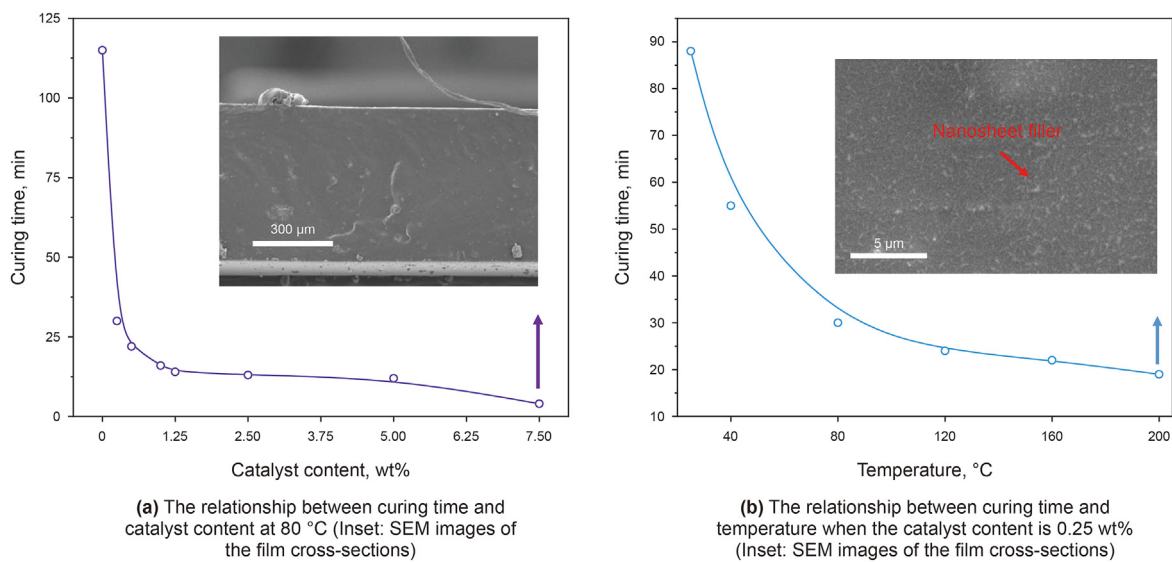 125
100
75
50
25
0
Curing time, min
300 µm
0
1.25
2.50
3.75
5.00
6.25
7.50
Catalyst content, wt%
(a) The relationship between curing time and
catalyst content at 80 °C (Inset: SEM images of
the film cross-sections)
90
80
70
60
50
40
30
20
10
Curing time, min
Nanosheet filler
5 µm
40
80
120
160
200
Temperature, °C
(b) The relationship between curing time and
temperature when the catalyst content is 0.25 wt%
(Inset: SEM images of the film cross-sections)